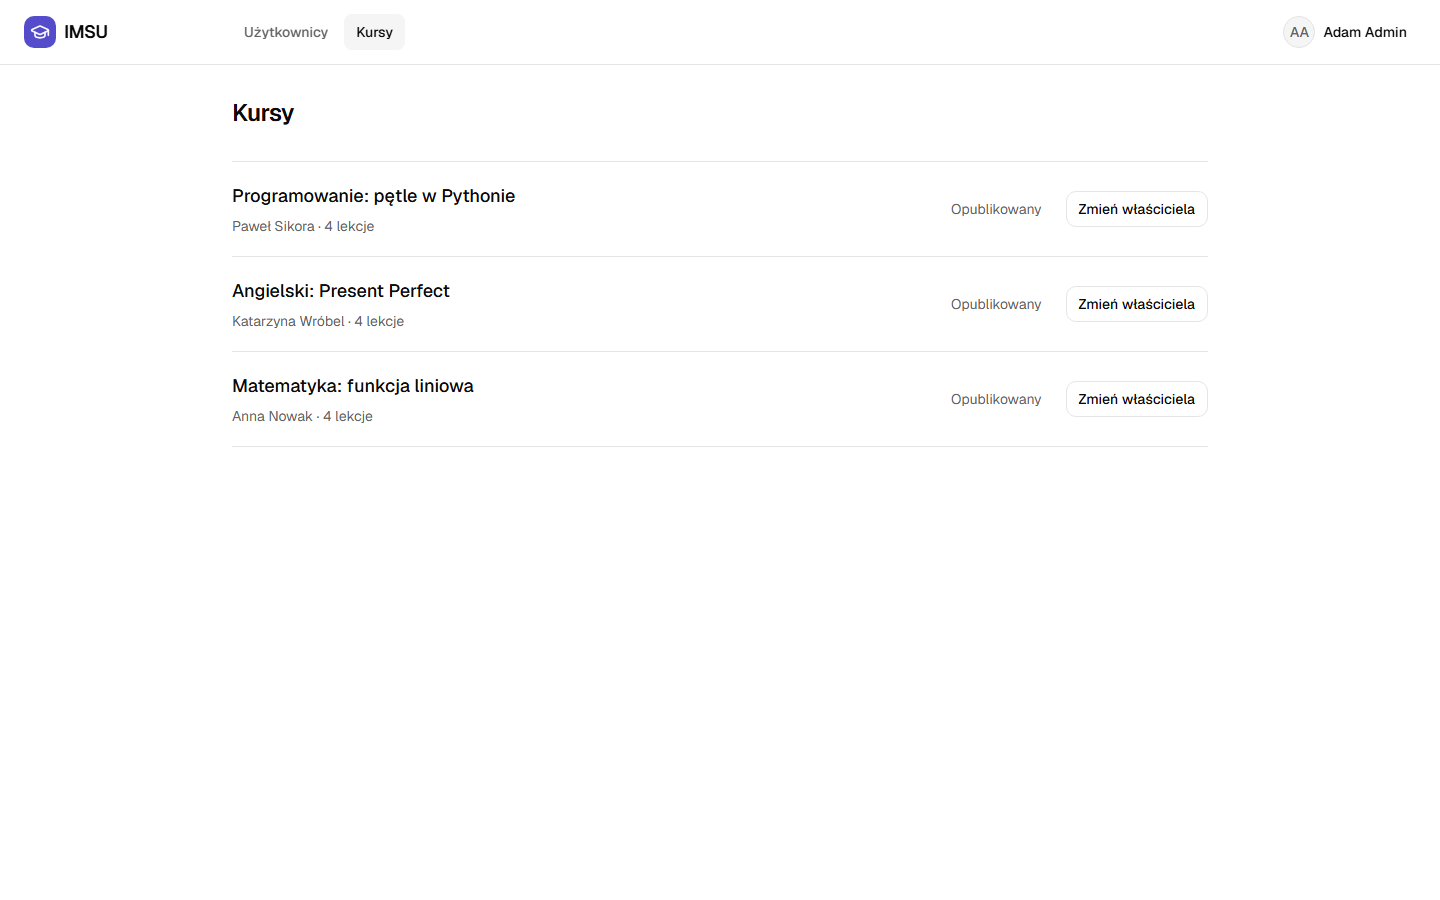 IMSU
Użytkownicy
Kursy
AA
Adam Admin
Kursy
Programowanie: pętle w Pythonie
Paweł Sikora · 4 lekcje
Opublikowany
Zmień właściciela
Angielski: Present Perfect
Katarzyna Wróbel · 4 lekcje
Opublikowany
Zmień właściciela
Matematyka: funkcja liniowa
Anna Nowak · 4 lekcje
Opublikowany
Zmień właściciela